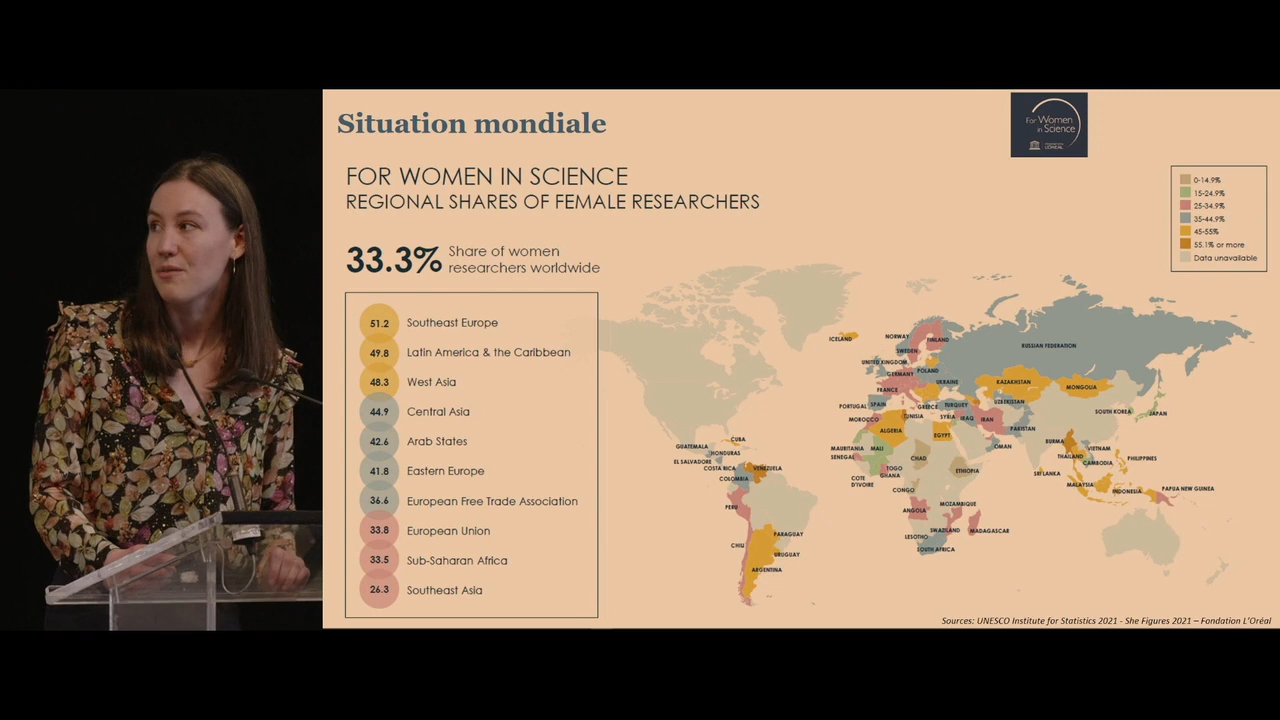 Situation mondiale
For Women
in Science
FOR WOMEN IN SCIENCE
REGIONAL SHARES OF FEMALE RESEARCHERS
33.3% Share of women
researchers worldwide
0-14.9%
15-24.9%
25-34.9%
35-44.9%
45-55%
55.1% or more
Data unavailable
51.2 Southeast Europe
49.8 Latin America & the Caribbean
48.3 West Asia
44.9 Central Asia
42.6 Arab States
41.8 Eastern Europe
36.6 European Free Trade Association
33.8 European Union
33.5 Sub-Saharan Africa
26.3 Southeast Asia
ICELAND
NORWAY
FINLAND
SWEDEN
RUSSIAN FEDERATION
UNITED KINGDOM
GERMANY
POLAND
FRANCE
UKRAINE
KAZAKHSTAN
MONGOLIA
PORTUGAL
SPAIN
GREECE
TURQUEY
UZBEKISTAN
SOUTH KOREA
JAPAN
MOROCCO
TUNISIA
SYRIA
IRAQ
IRAN
ALGERIA
EGYPT
PAKISTAN
CUBA
GUATEMALA
HONDURAS
EL SALVADORE
COSTA RICA
VENEZUELA
COLOMBIA
MAURITANIA
MALI
SENEGAL
CHAD
OMAN
BURMA
VIETNAM
THAILAND
CAMBODIA
PHILIPPINES
TOGO
GHANA
ETHIOPIA
SRI LANKA
COTE
D'IVOIRE
CONGO
MALAYSIA
INDONESIA
PAPUA NEW GUINEA
PERU
ANGOLA
MOZAMBIQUE
SWAZILAND
MADAGASCAR
LESOTHO
SOUTH AFRICA
PARAGUAY
CHILI
URUGUAY
ARGENTINA
Sources: UNESCO Institute for Statistics 2021 - She Figures 2021 – Fondation L'Oréal